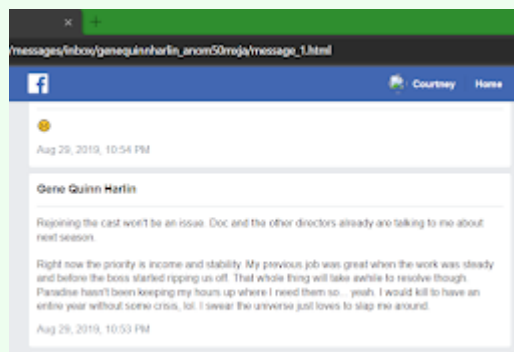 /messages/inbox/genequinnharlin_anom50moja/message_1.html
Courtney Home
Aug 29, 2019, 10:54 PM
Gene Quinn Harlin
Rejoining the cast won't be an issue. Doc and the other directors already are talking to me about
next season.
Right now the priority is income and stability. My previous job was great when the work was steady
and before the boss started ripping us off. That whole thing will take awhile to resolve though.
Paradise hasn't been keeping my hours up where I need them so... yeah. I would kill to have an
entire year without some crisis, lol. I swear the universe just loves to slap me around.
Aug 29, 2019, 10:53 PM